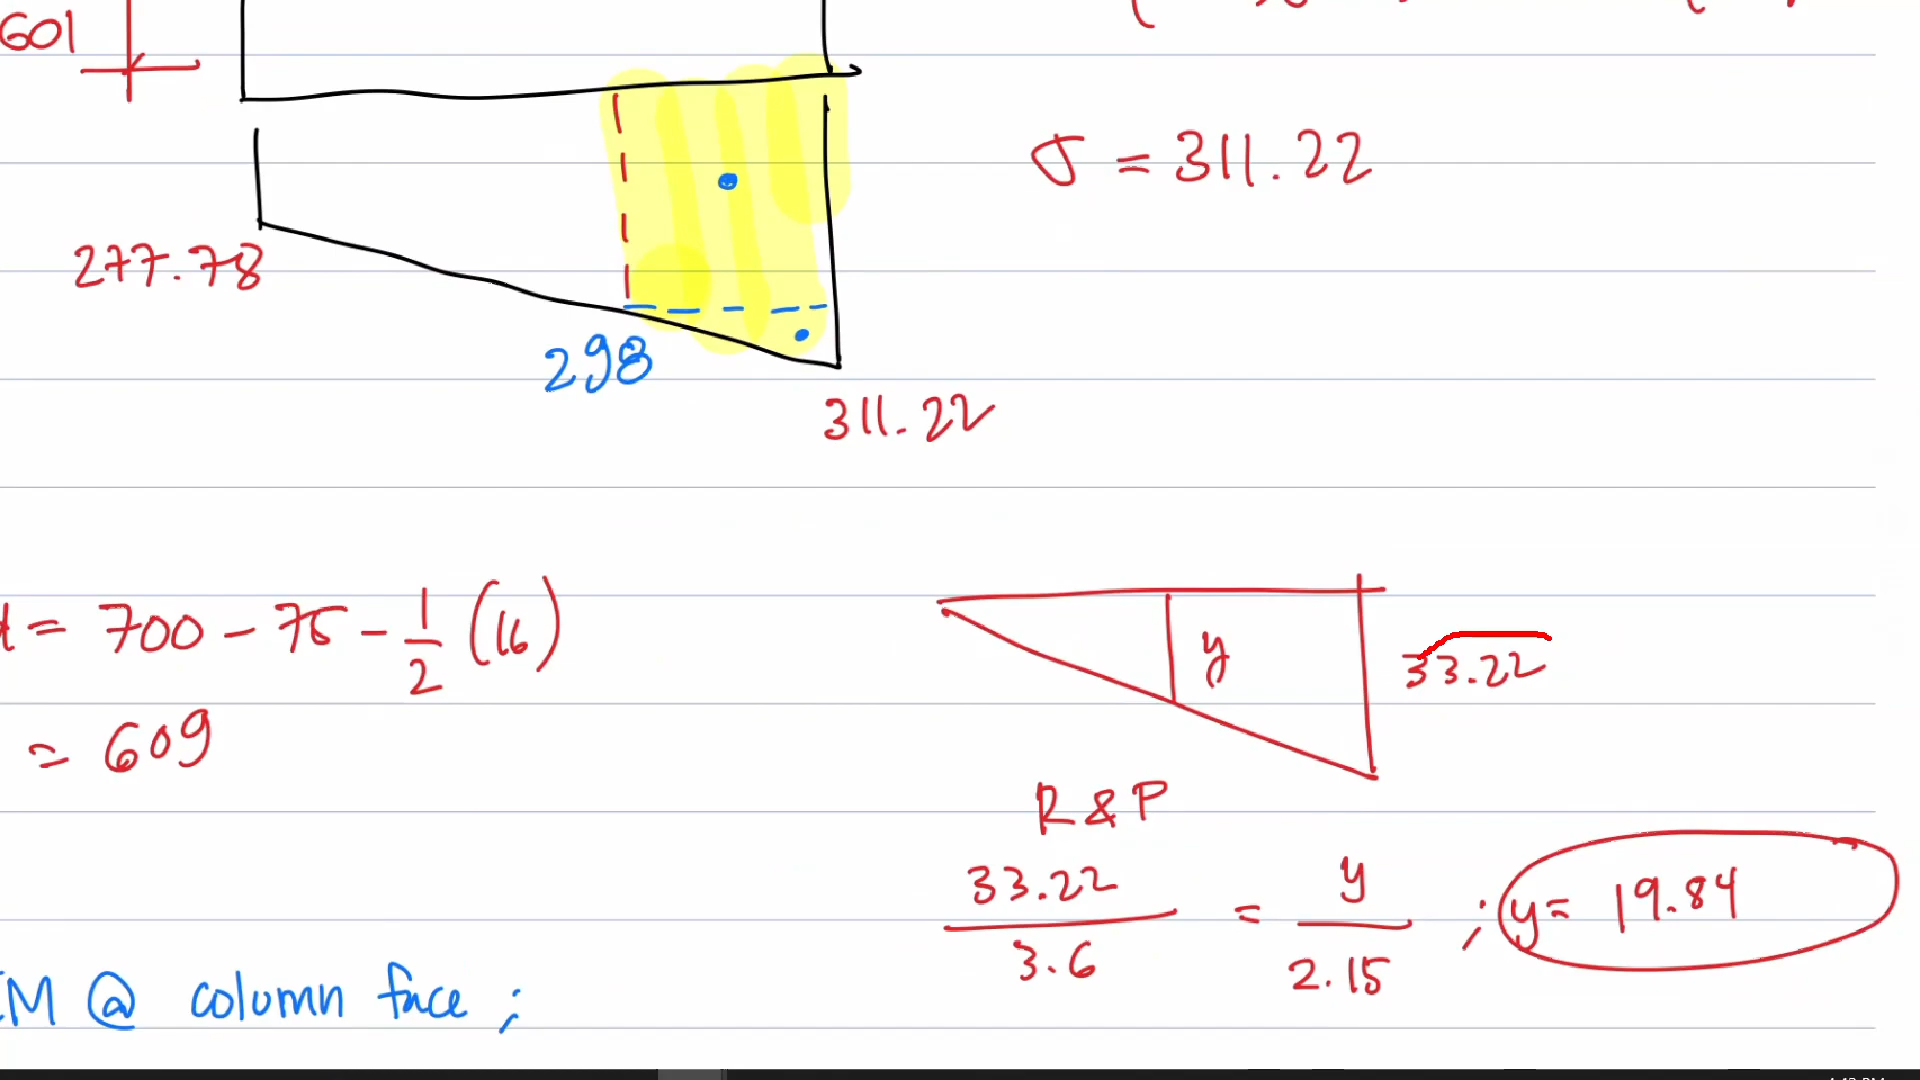 601
σ = 311.22
277.78
298
311.22
d = 700 - 75 - 1/2 (16)
= 609
y
33.22
R & P
33.22/3.6 = y/2.15 ; y = 19.84
M @ column face ;